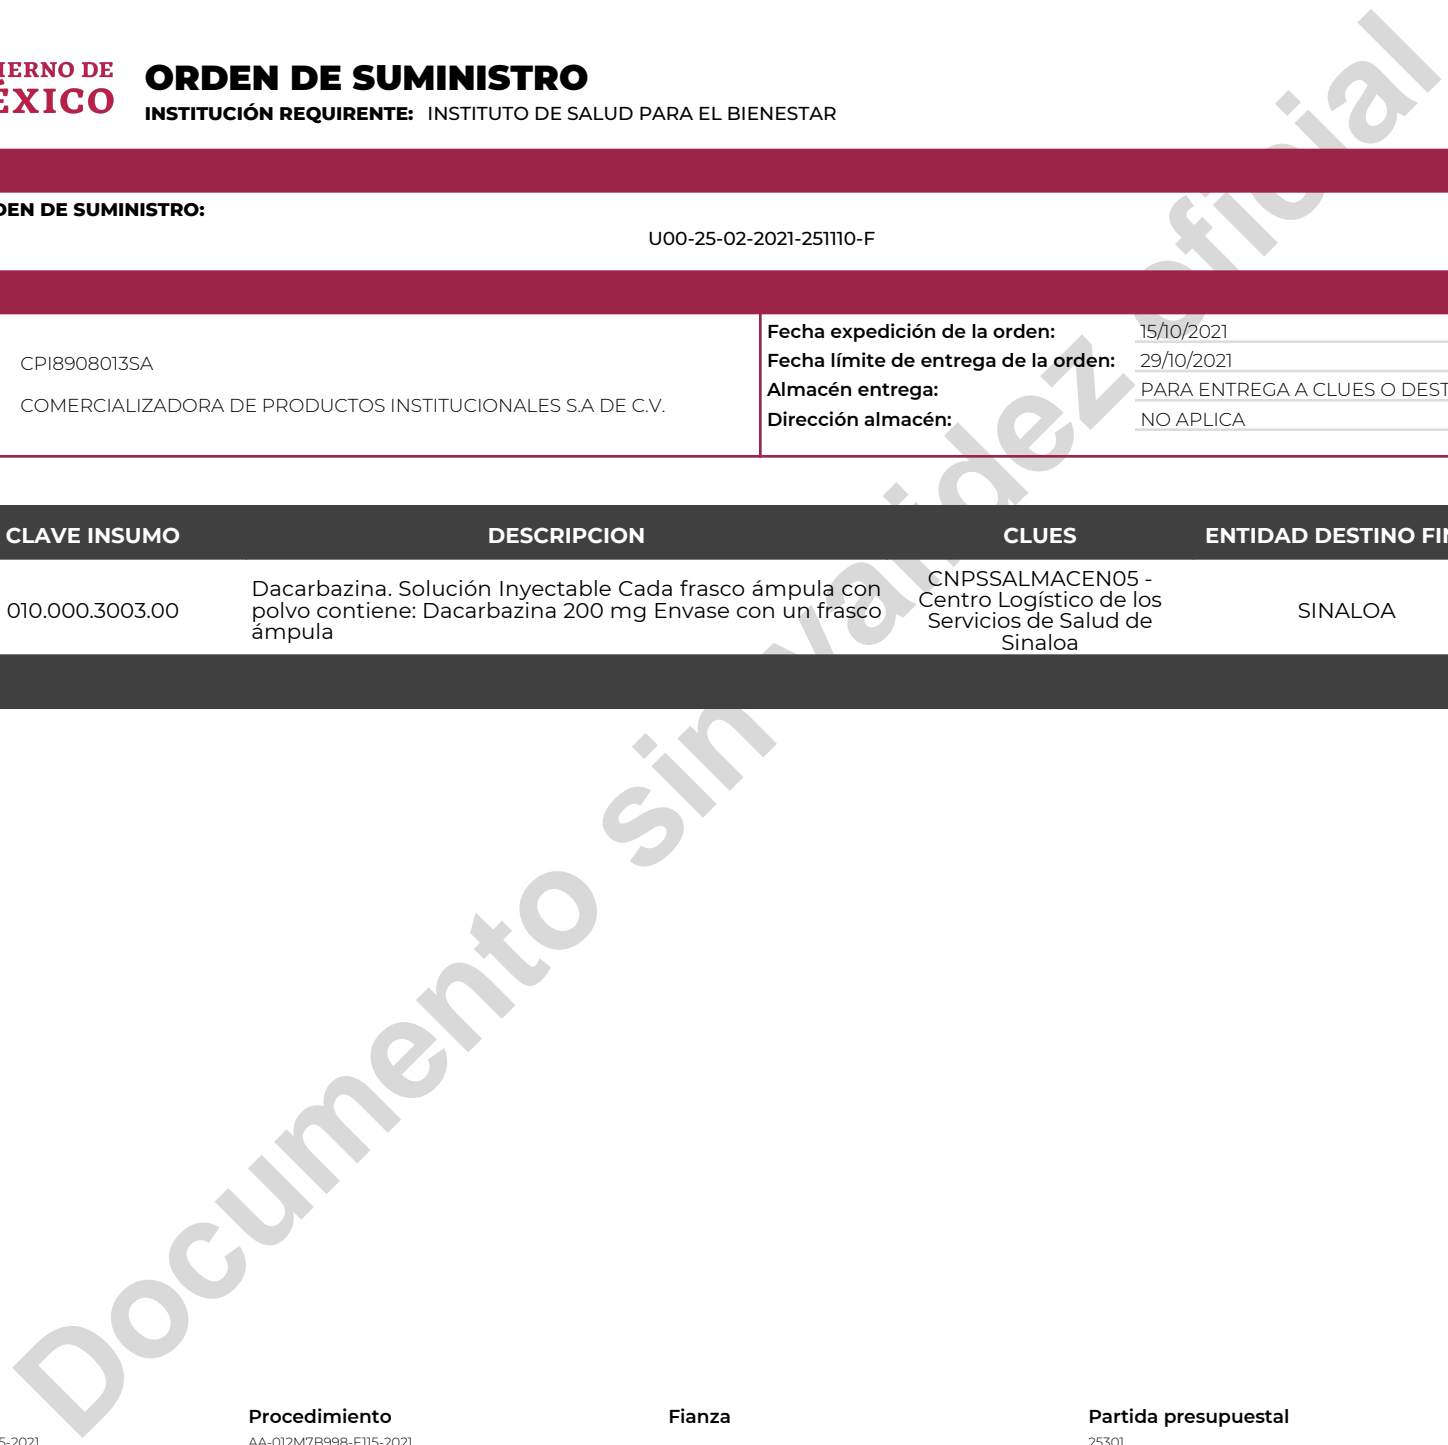 IERNO DE
ÉXICO
ORDEN DE SUMINISTRO
INSTITUCIÓN REQUIRENTE: INSTITUTO DE SALUD PARA EL BIENESTAR
DEN DE SUMINISTRO:
U00-25-02-2021-251110-F
CPI8908013SA
COMERCIALIZADORA DE PRODUCTOS INSTITUCIONALES S.A DE C.V.
Fecha expedición de la orden: 15/10/2021
Fecha límite de entrega de la orden: 29/10/2021
Almacén entrega: PARA ENTREGA A CLUES O DEST
Dirección almacén: NO APLICA
CLAVE INSUMO DESCRIPCION CLUES ENTIDAD DESTINO FIN
010.000.3003.00
Dacarbazina. Solución Inyectable Cada frasco ámpula con
polvo contiene: Dacarbazina 200 mg Envase con un frasco
ámpula
CNPSSALMACEN05 -
Centro Logístico de los
Servicios de Salud de
Sinaloa
SINALOA
Documento sin validez oficial
Procedimiento Fianza Partida presupuestal
5-2021 AA-012M7B998-E115-2021 25301